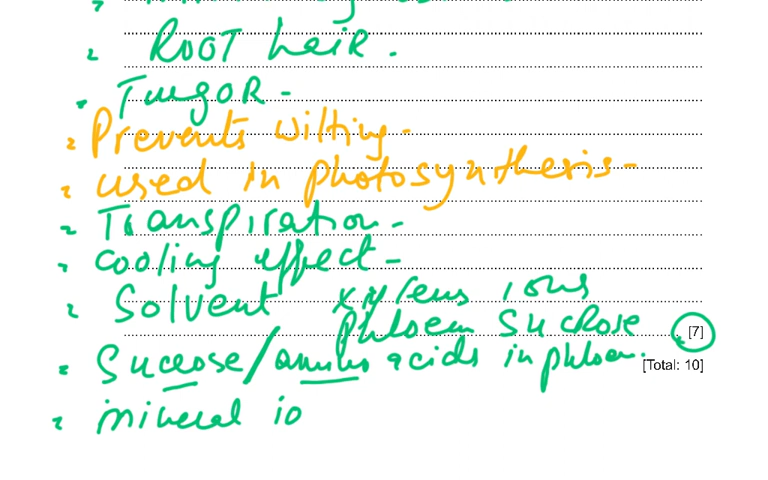 ROOT hair.
Turgor -
Prevents wilting.
used in photosynthesis -
Transpiration -
cooling effect -
Solvent xylem ions
phloem Sucrose [7]
Sucrose/amino acids in phloem.
[Total: 10]
mineral io